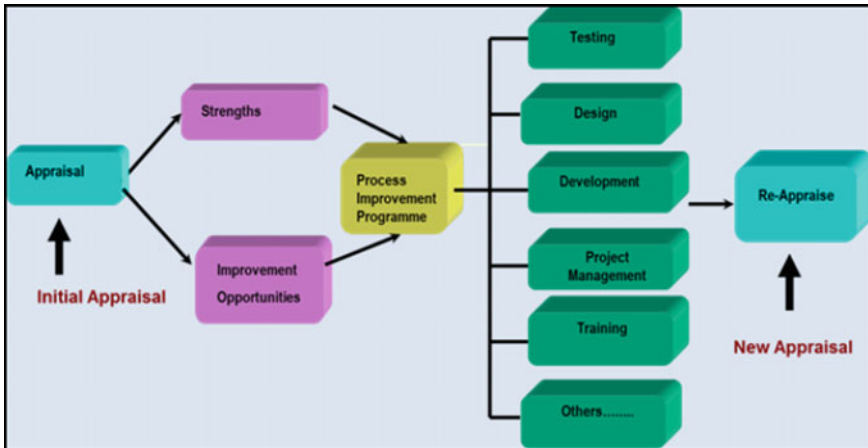 Appraisal
Initial Appraisal
Strengths
Improvement
Opportunities
Process
Improvement
Programme
Testing
Design
Development
Project
Management
Training
Others........
Re-Appraise
New Appraisal